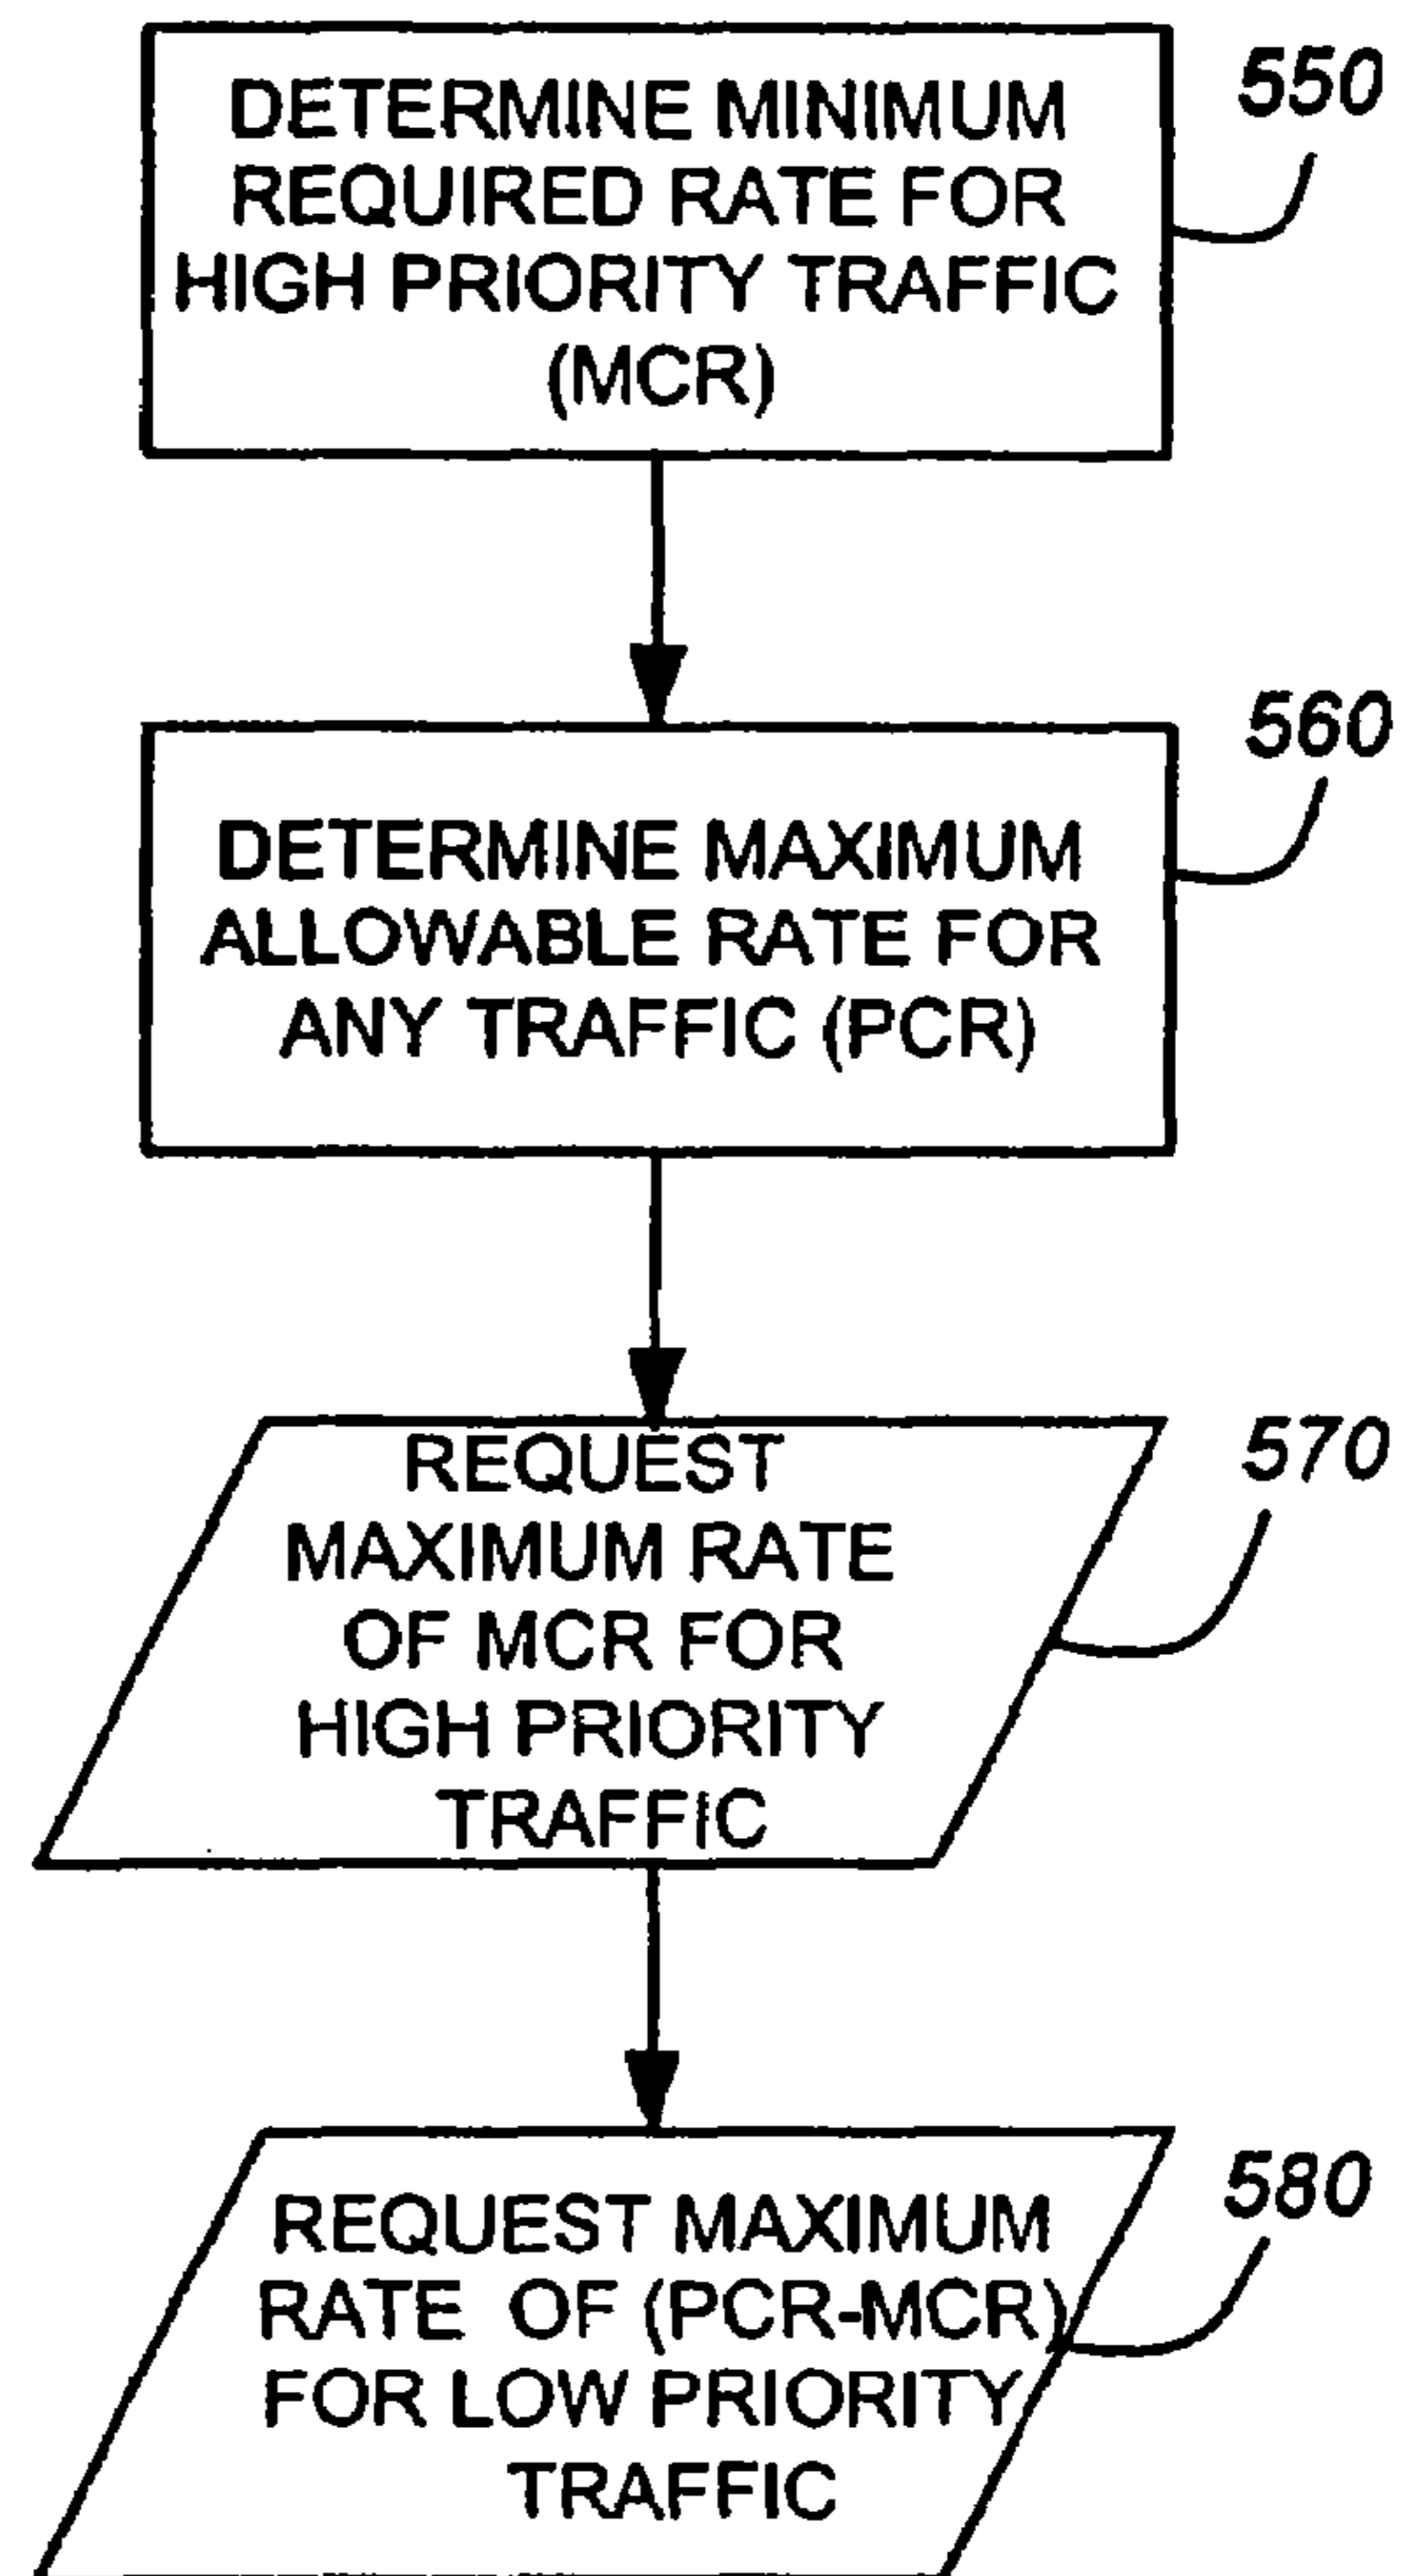 DETERMINE MINIMUM
REQUIRED RATE FOR
HIGH PRIORITY TRAFFIC
(MCR)
550
DETERMINE MAXIMUM
ALLOWABLE RATE FOR
ANY TRAFFIC (PCR)
560
REQUEST
MAXIMUM RATE
OF MCR FOR
HIGH PRIORITY
TRAFFIC
570
REQUEST MAXIMUM
RATE OF (PCR-MCR)
FOR LOW PRIORITY
TRAFFIC
580